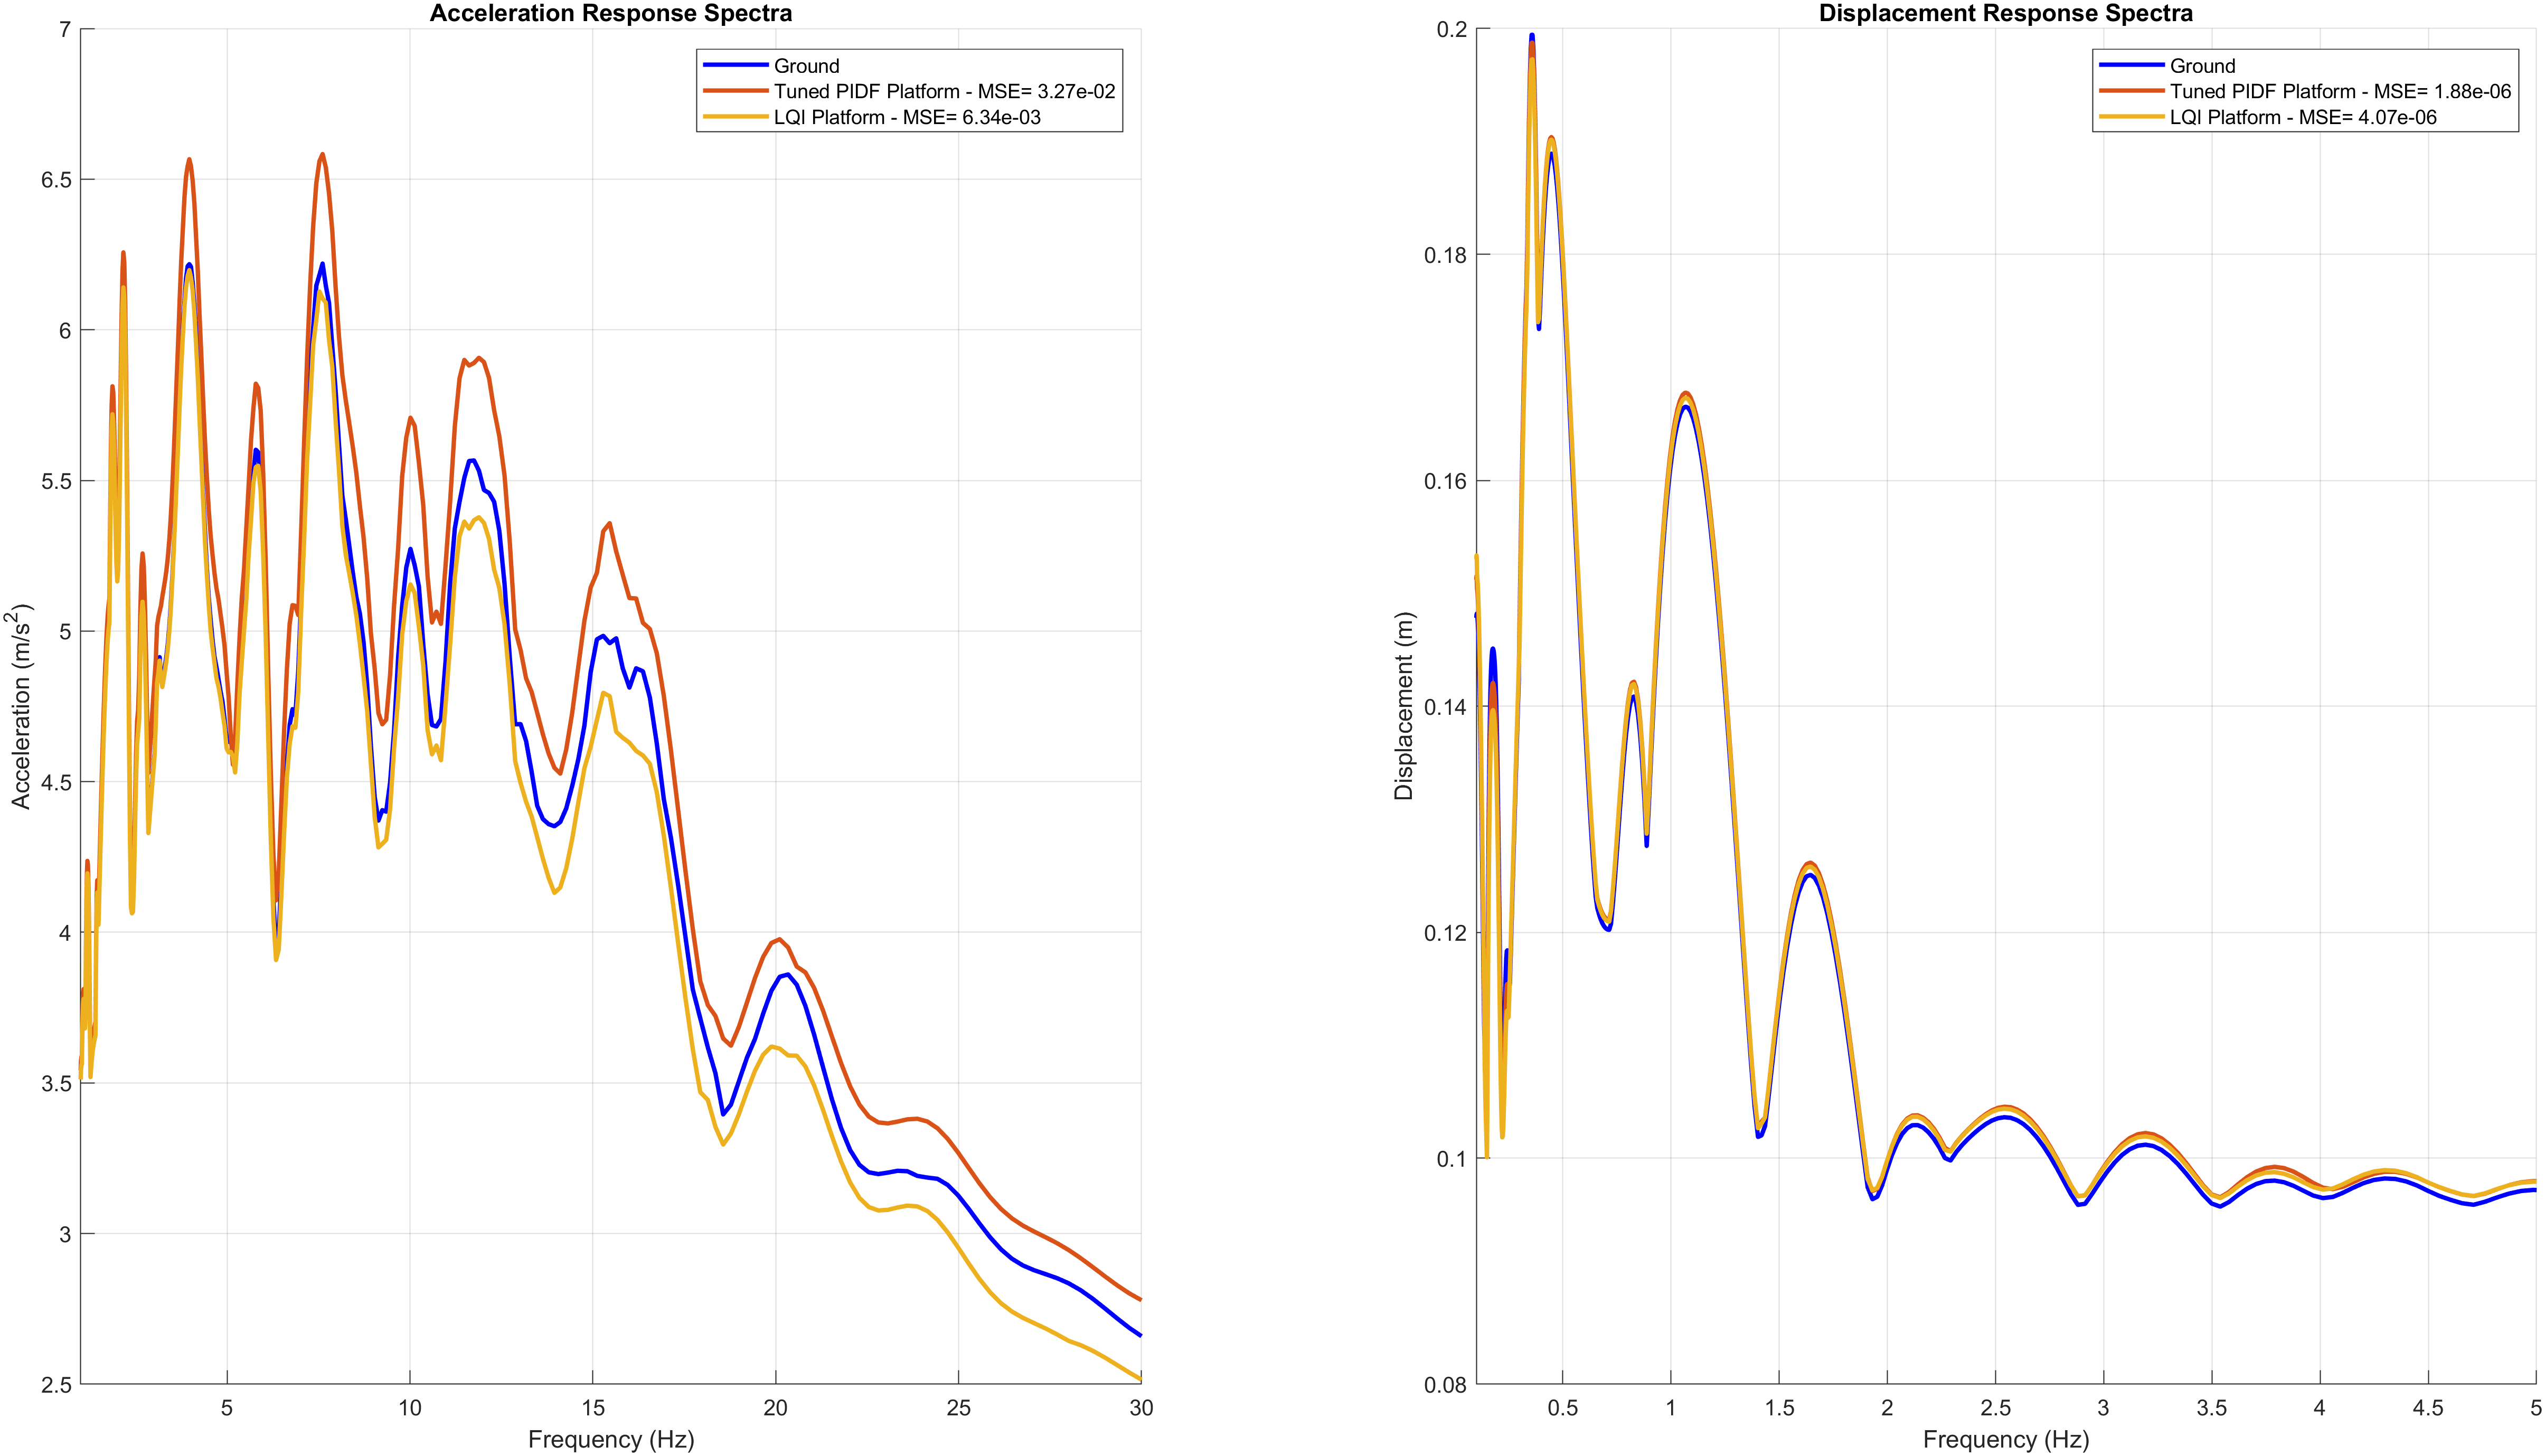 Acceleration Response Spectra
7
6.5
6
5.5
5
4.5
4
3.5
3
2.5
Acceleration (m/s²)
Ground
Tuned PIDF Platform - MSE= 3.27e-02
LQI Platform - MSE= 6.34e-03
5 10 15 20 25 30
Frequency (Hz)
Displacement Response Spectra
0.2
0.18
0.16
0.14
0.12
0.1
0.08
Displacement (m)
Ground
Tuned PIDF Platform - MSE= 1.88e-06
LQI Platform - MSE= 4.07e-06
0.5 1 1.5 2 2.5 3 3.5 4 4.5 5
Frequency (Hz)